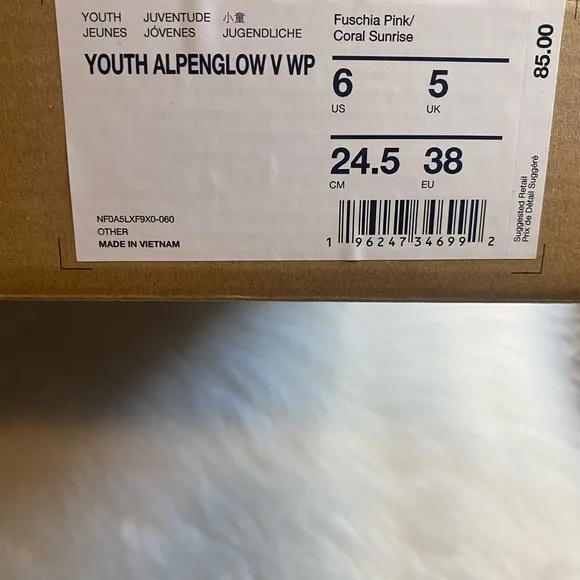 YOUTH JUVENTUDE 小童
JEUNES JÓVENES JUGENDLICHE
YOUTH ALPENGLOW V WP
Fuschia Pink/
Coral Sunrise
6 5
US UK
24.5 38
CM EU
1 96247 34699 2
NF0A5LXF9X0-060
OTHER
MADE IN VIETNAM
85.00
Suggested Retail
Prix de Détail Suggéré